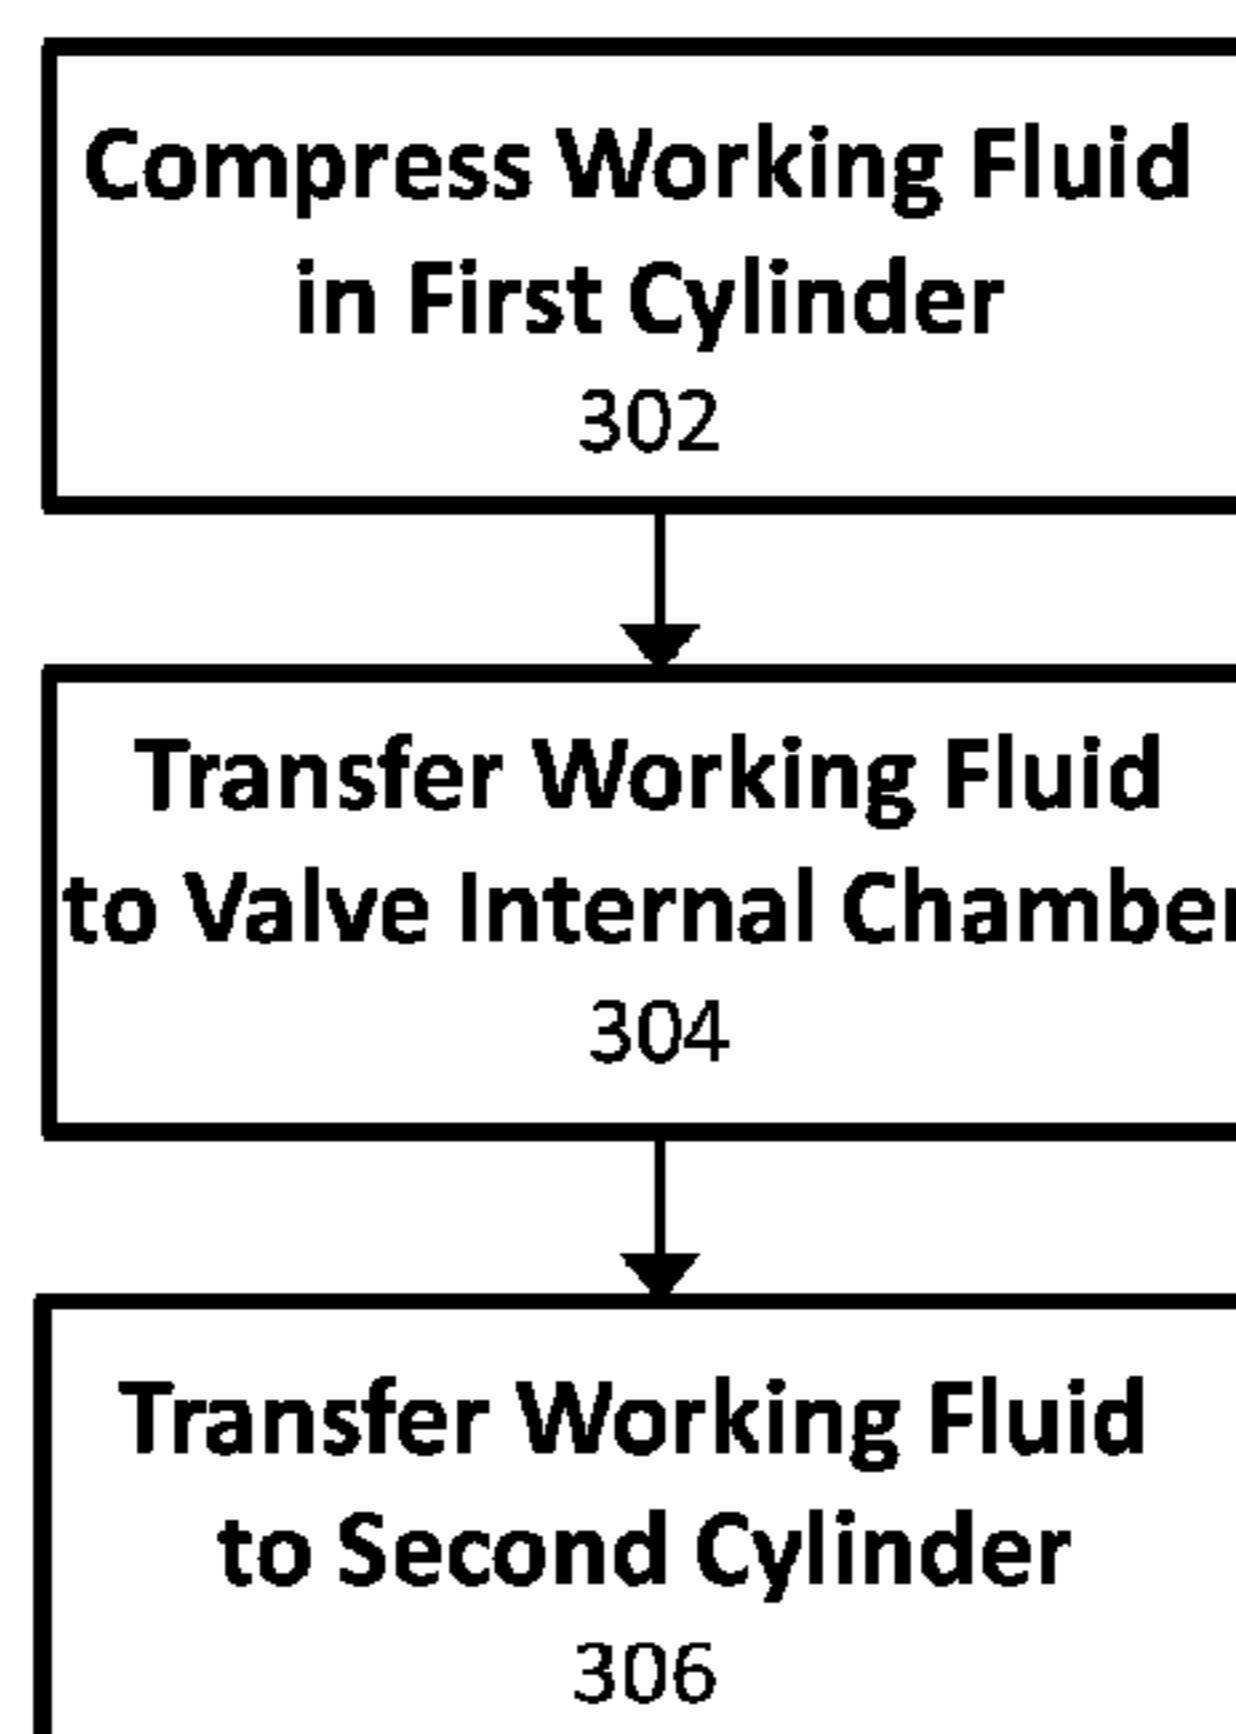 Compress Working Fluid
in First Cylinder
302
Transfer Working Fluid
to Valve Internal Chamber
304
Transfer Working Fluid
to Second Cylinder
306